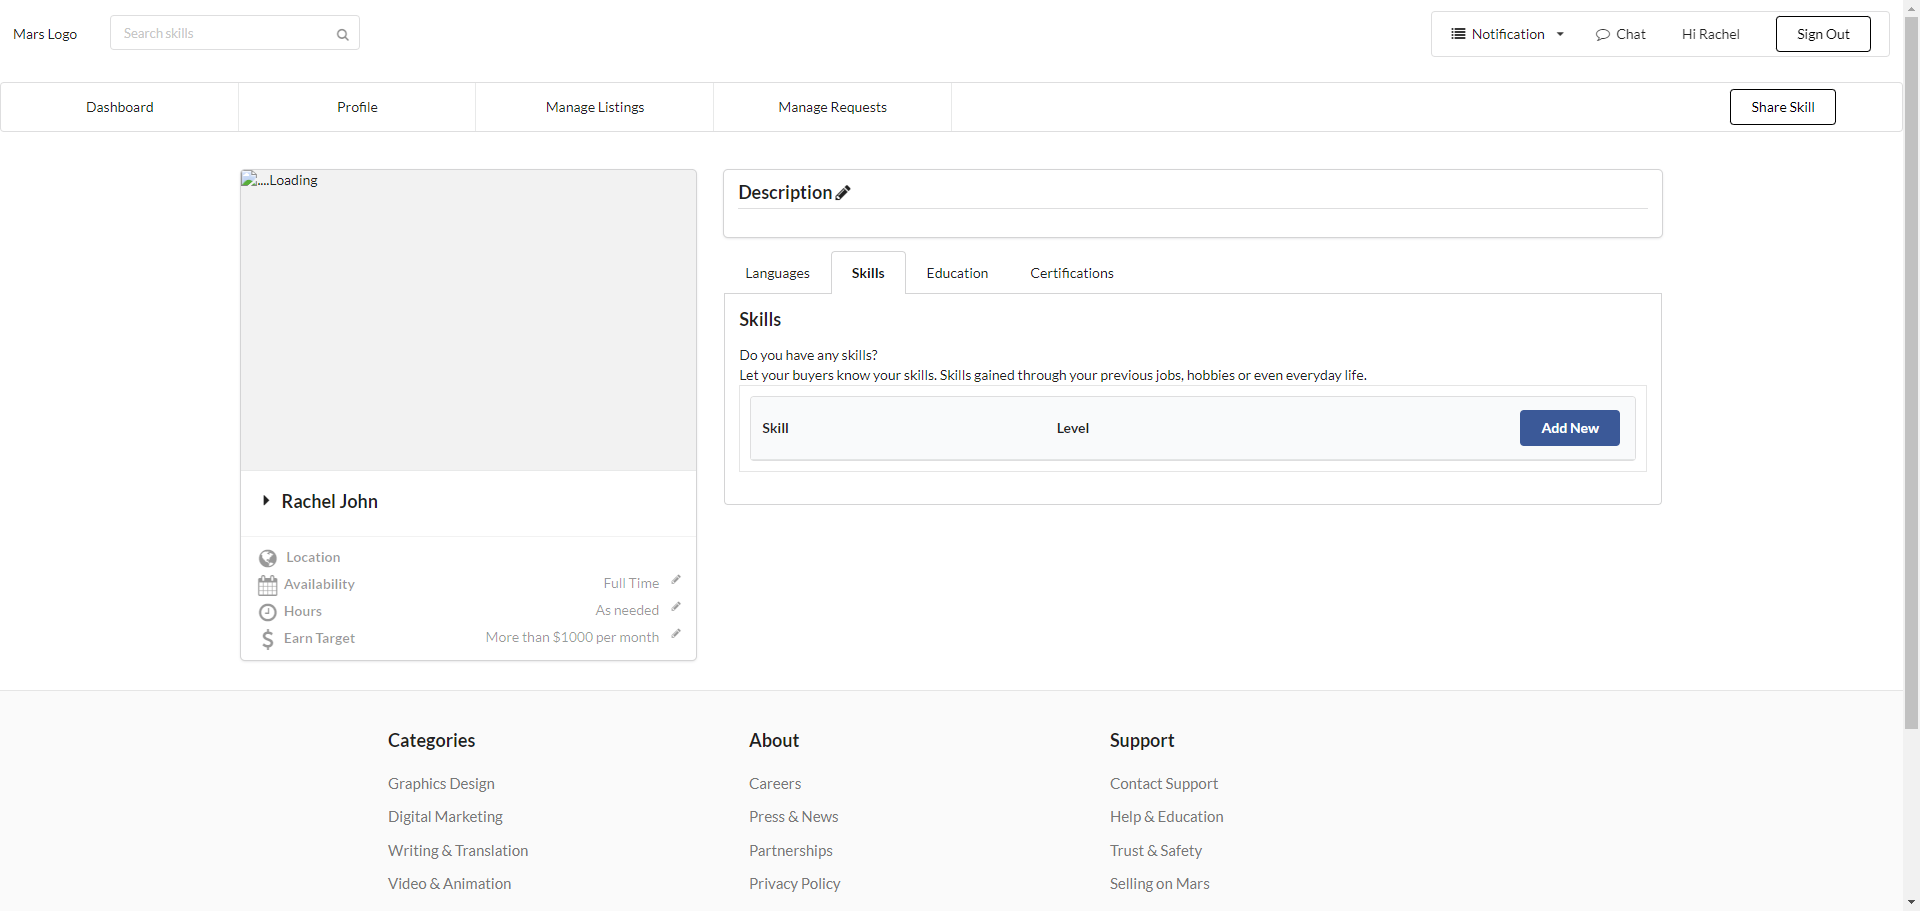 Mars Logo
Search skills
Notification
Chat
Hi Rachel
Sign Out
Dashboard
Profile
Manage Listings
Manage Requests
Share Skill
....Loading
Rachel John
Location
Availability
Full Time
Hours
As needed
Earn Target
More than $1000 per month
Description
Languages
Skills
Education
Certifications
Skills
Do you have any skills?
Let your buyers know your skills. Skills gained through your previous jobs, hobbies or even everyday life.
Skill
Level
Add New
Categories
Graphics Design
Digital Marketing
Writing & Translation
Video & Animation
About
Careers
Press & News
Partnerships
Privacy Policy
Support
Contact Support
Help & Education
Trust & Safety
Selling on Mars